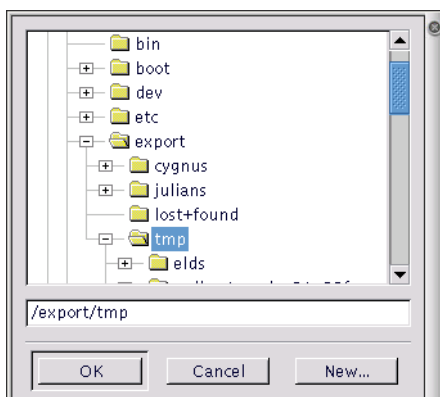 bin
boot
dev
etc
export
cygnus
julians
lost+found
tmp
elds
/export/tmp
OK Cancel New...